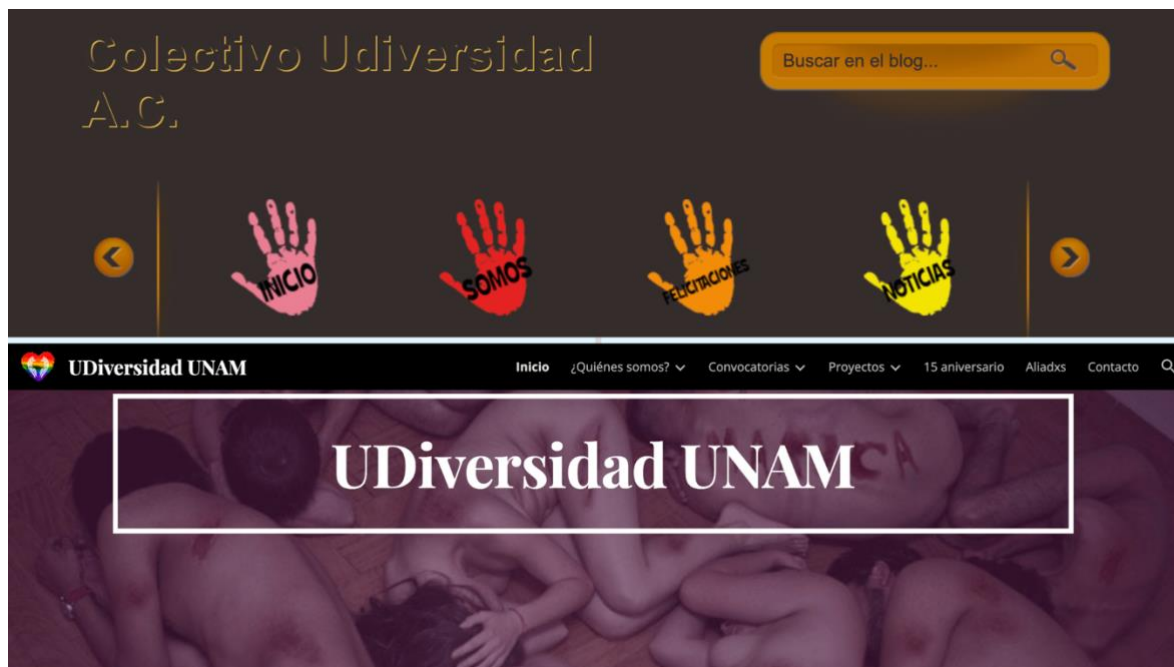 Colectivo Udiversidad
A.C.
Buscar en el blog...
INICIO
SOMOS
FELICITACIONES
NOTICIAS
UDiversidad UNAM
Inicio ¿Quiénes somos? Convocatorias Proyectos 15 aniversario Aliadxs Contacto
UDiversidad UNAM